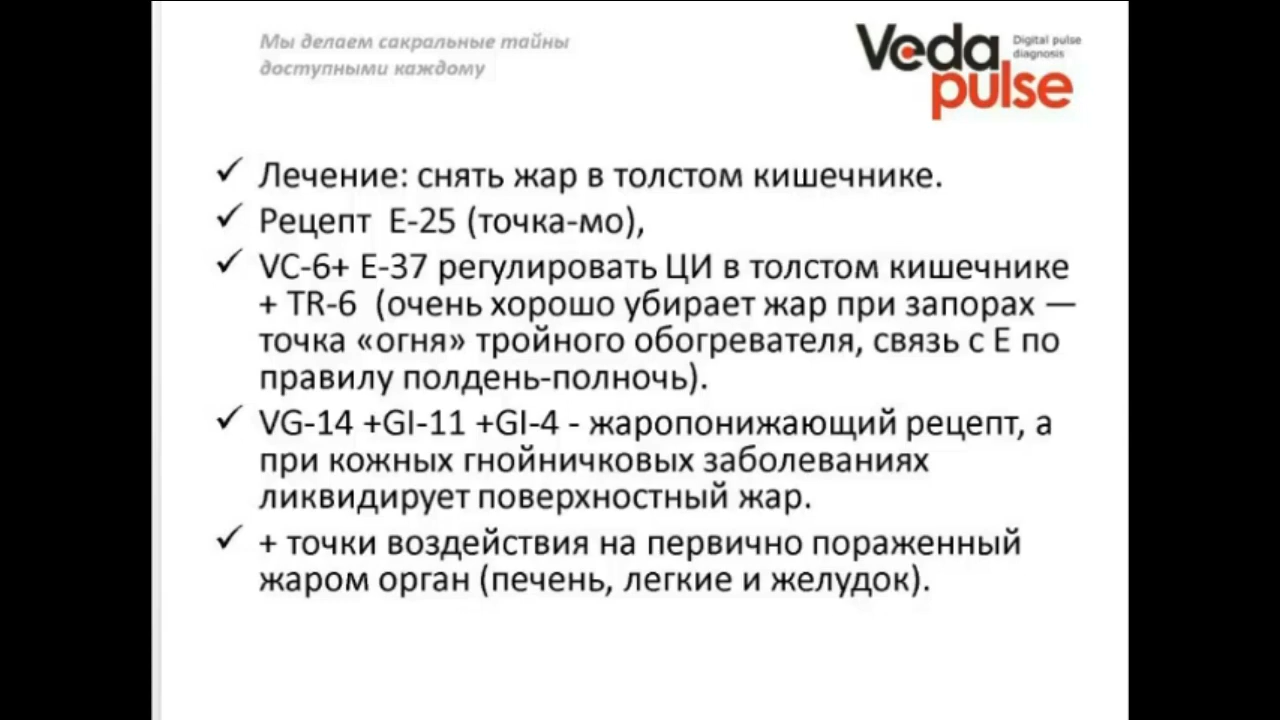 Мы делаем сакральные тайны
доступными каждому
Veda
pulse
Digital pulse
diagnosis
✓ Лечение: снять жар в толстом кишечнике.
✓ Рецепт Е-25 (точка-мо),
✓ VC-6+ E-37 регулировать ЦИ в толстом кишечнике
+ TR-6 (очень хорошо убирает жар при запорах —
точка «огня» тройного обогревателя, связь с Е по
правилу полдень-полночь).
✓ VG-14 +GI-11 +GI-4 - жаропонижающий рецепт, а
при кожных гнойничковых заболеваниях
ликвидирует поверхностный жар.
✓ + точки воздействия на первично пораженный
жаром орган (печень, легкие и желудок).